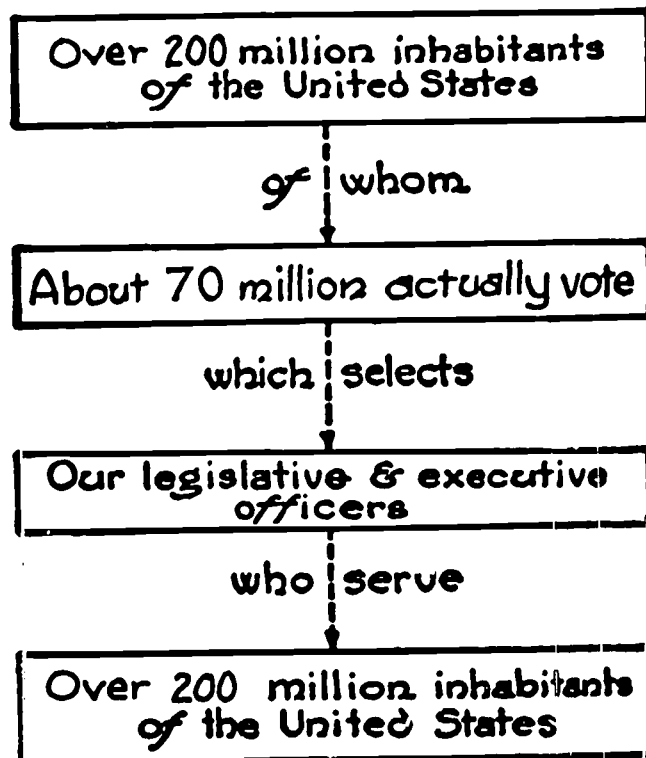 Over 200 million inhabitants
of the United States
of whom
About 70 million actually vote
which selects
Our legislative & executive
officers
who serve
Over 200 million inhabitants
of the United States